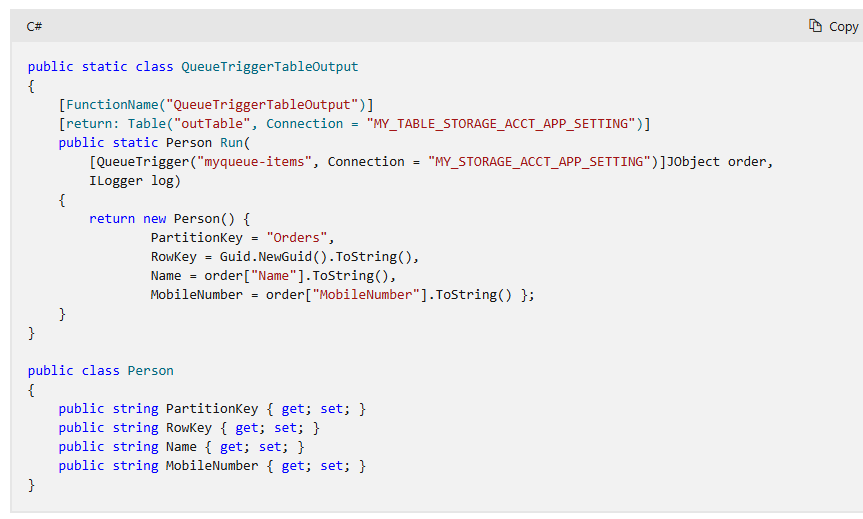 C#
Copy
public static class QueueTriggerTableOutput
{
    [FunctionName("QueueTriggerTableOutput")]
    [return: Table("outTable", Connection = "MY_TABLE_STORAGE_ACCT_APP_SETTING")]
    public static Person Run(
        [QueueTrigger("myqueue-items", Connection = "MY_STORAGE_ACCT_APP_SETTING")]JObject order,
        ILogger log)
    {
        return new Person() {
                PartitionKey = "Orders",
                RowKey = Guid.NewGuid().ToString(),
                Name = order["Name"].ToString(),
                MobileNumber = order["MobileNumber"].ToString() };
    }
}
public class Person
{
    public string PartitionKey { get; set; }
    public string RowKey { get; set; }
    public string Name { get; set; }
    public string MobileNumber { get; set; }
}